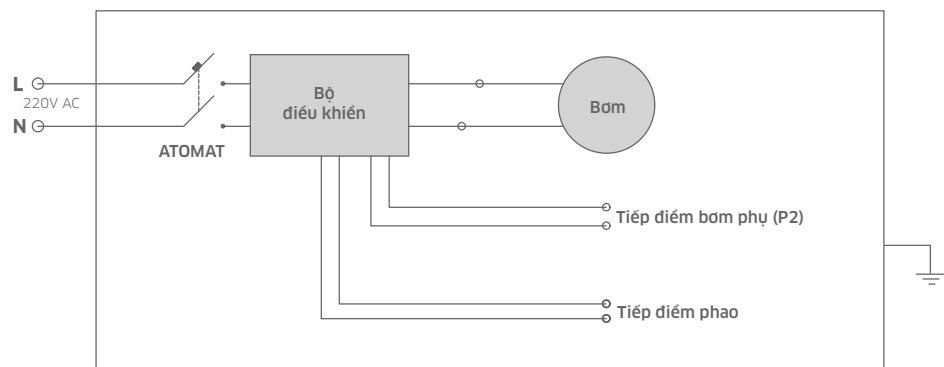 L
220V AC
N
ATOMAT
Bộ
điều khiển
Bơm
Tiếp điểm bơm phụ (P2)
Tiếp điểm phao